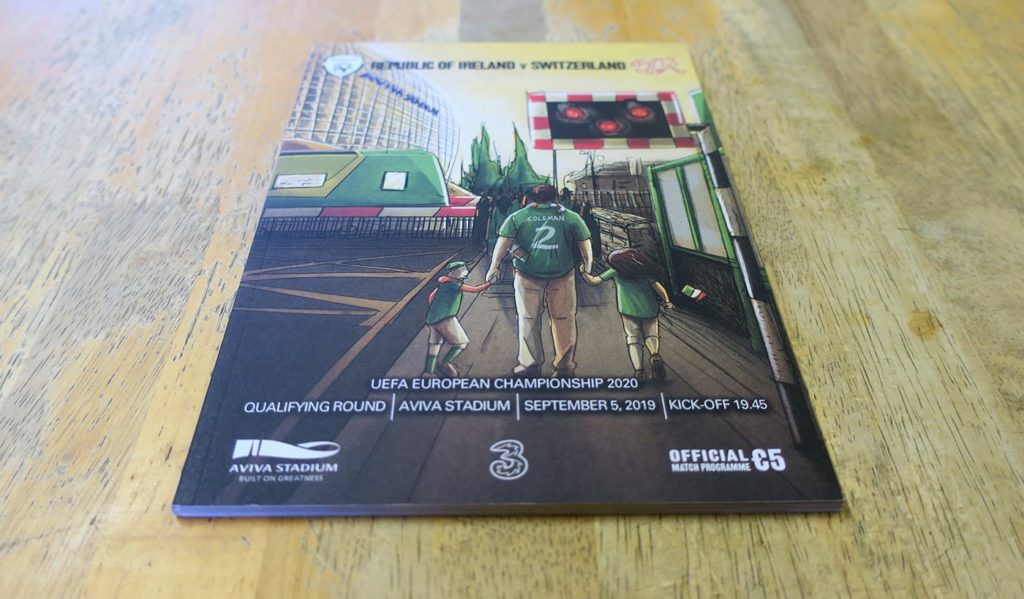 REPUBLIC OF IRELAND v SWITZERLAND
AVIVA STADIUM
COLEMAN
2
UEFA EUROPEAN CHAMPIONSHIP 2020
QUALIFYING ROUND | AVIVA STADIUM | SEPTEMBER 5, 2019 | KICK-OFF 19.45
AVIVA STADIUM
BUILT ON GREATNESS
3
OFFICIAL
MATCH PROGRAMME €5